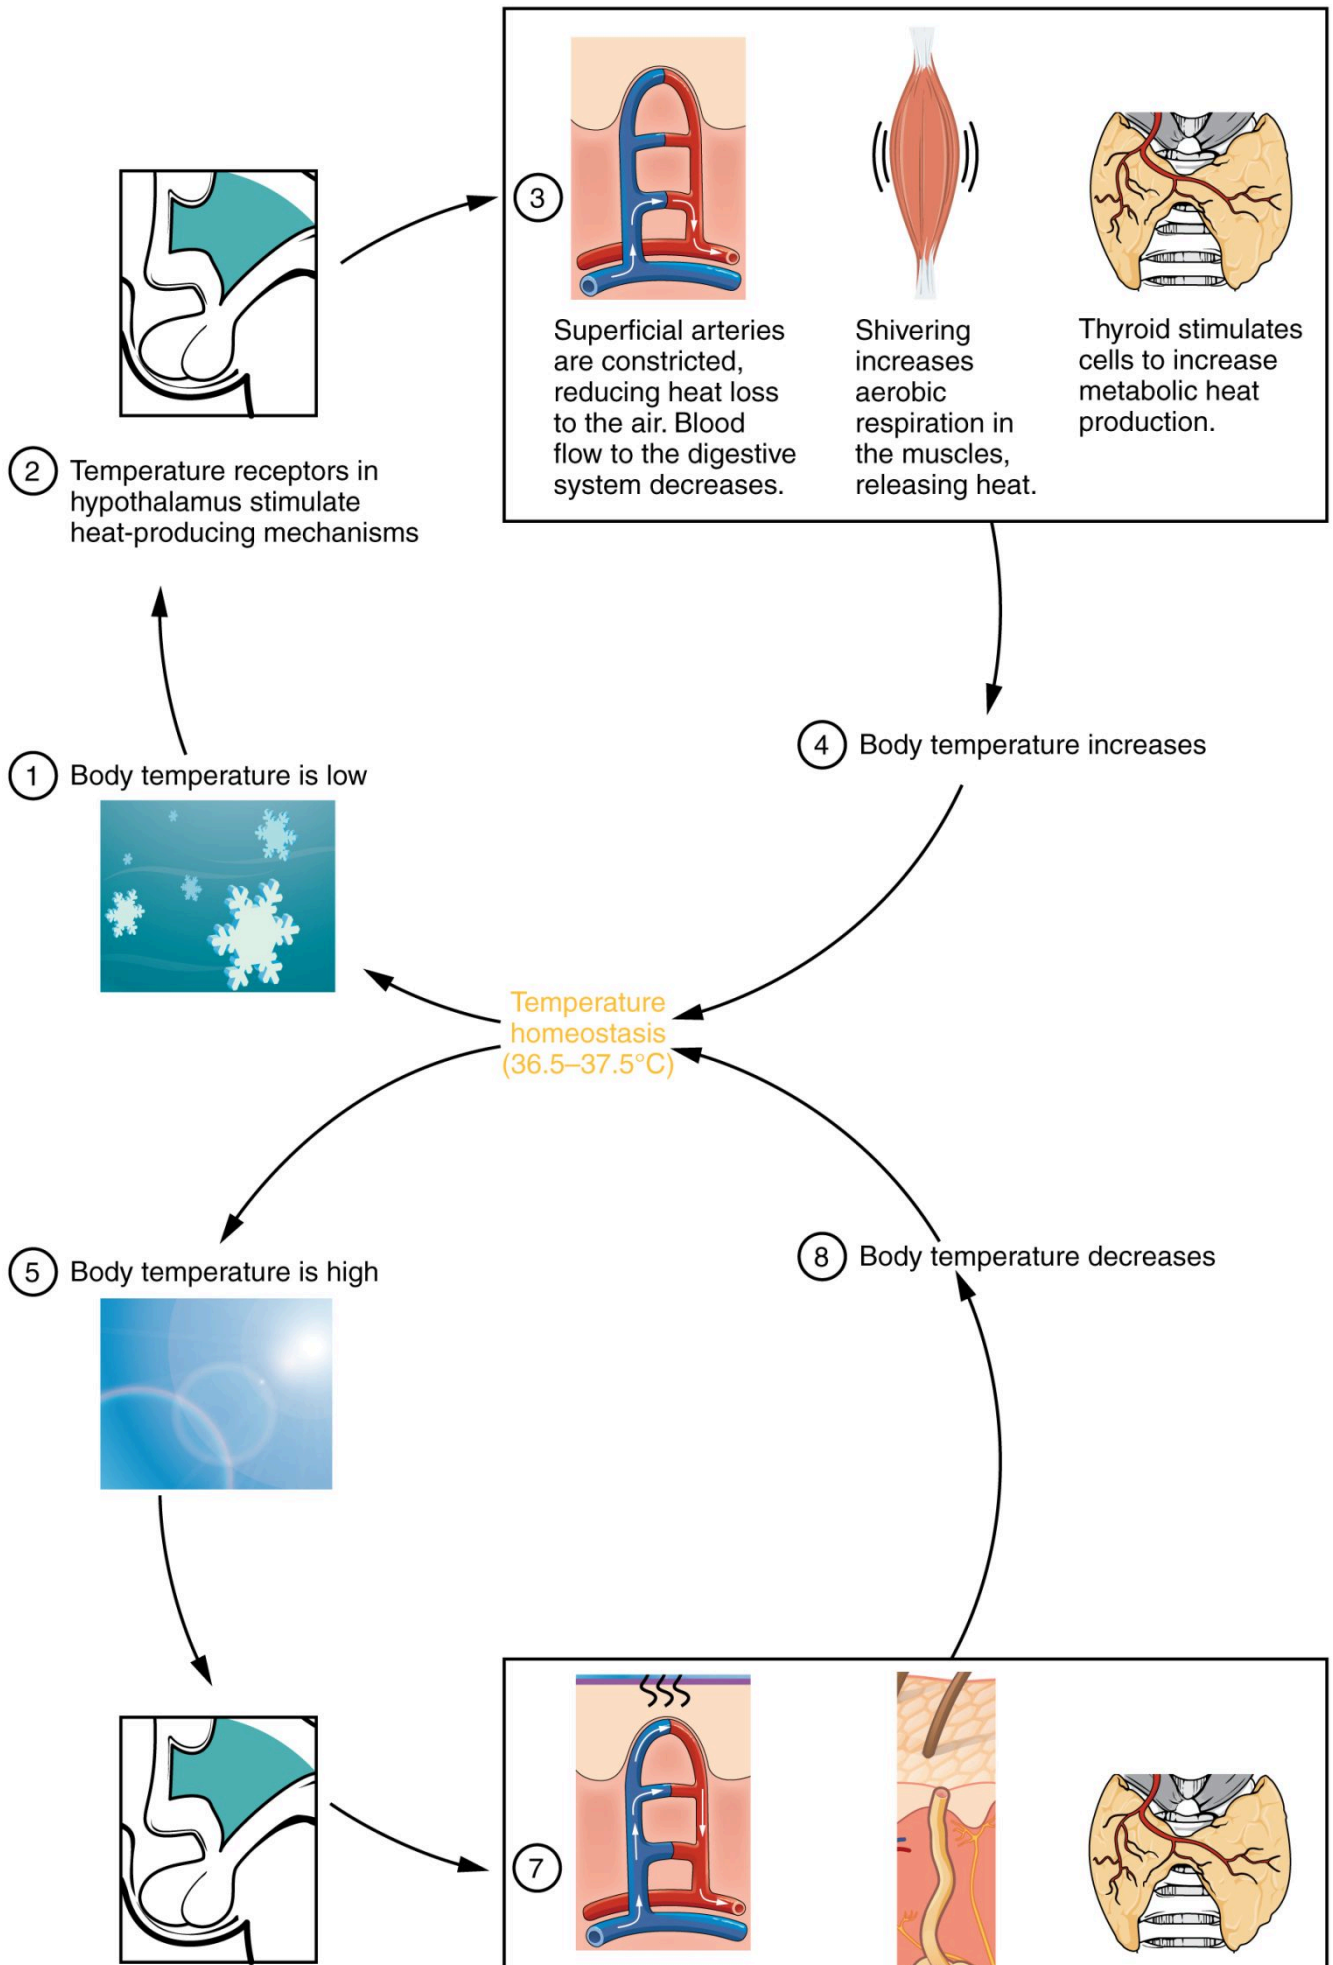 3
Superficial arteries
are constricted,
reducing heat loss
to the air. Blood
flow to the digestive
system decreases.
Shivering
increases
aerobic
respiration in
the muscles,
releasing heat.
Thyroid stimulates
cells to increase
metabolic heat
production.
2 Temperature receptors in
hypothalamus stimulate
heat-producing mechanisms
1 Body temperature is low
4 Body temperature increases
Temperature
homeostasis
(36.5–37.5°C)
5 Body temperature is high
8 Body temperature decreases
7